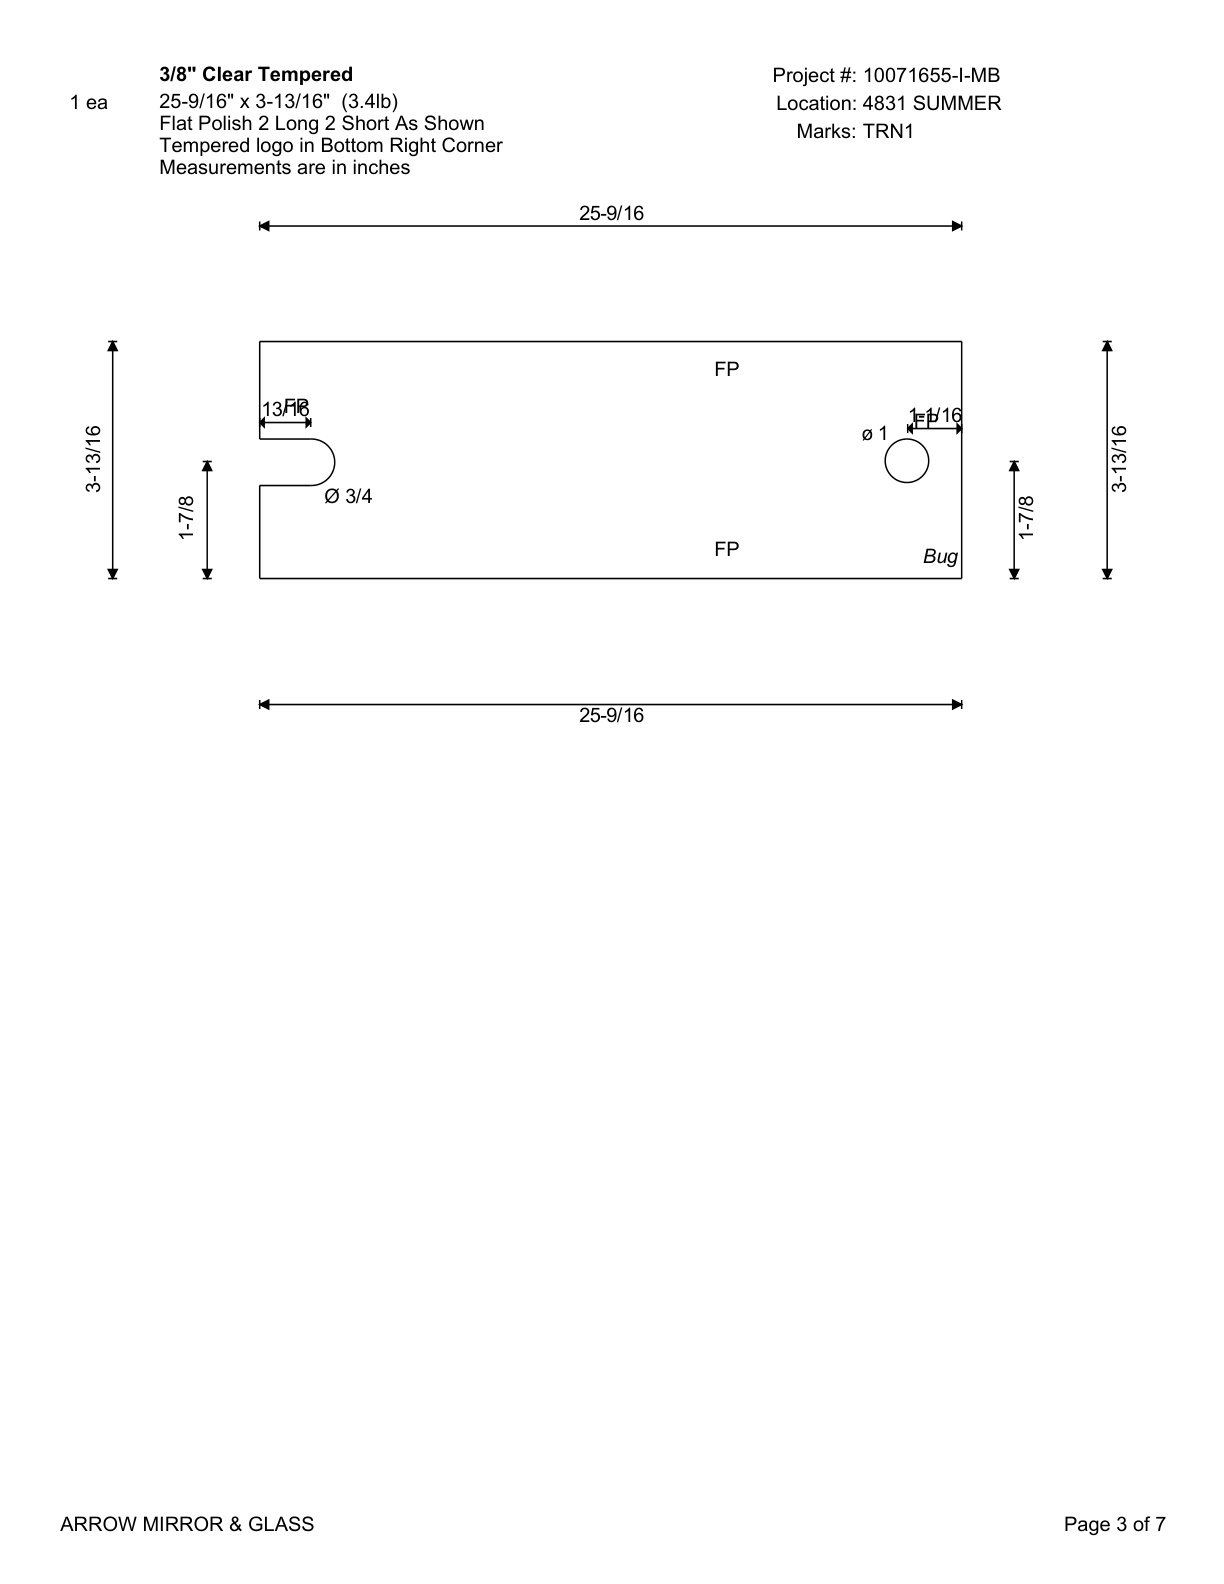 3/8" Clear Tempered
Project #: 10071655-I-MB
1 ea
25-9/16" x 3-13/16" (3.4lb)
Location: 4831 SUMMER
Flat Polish 2 Long 2 Short As Shown
Marks: TRN1
Tempered logo in Bottom Right Corner
Measurements are in inches
25-9/16
FP
FP
13/16
1-1/16
FP
ø 1
3-13/16
3-13/16
Ø 3/4
1-7/8
1-7/8
FP
Bug
25-9/16
ARROW MIRROR & GLASS
Page 3 of 7